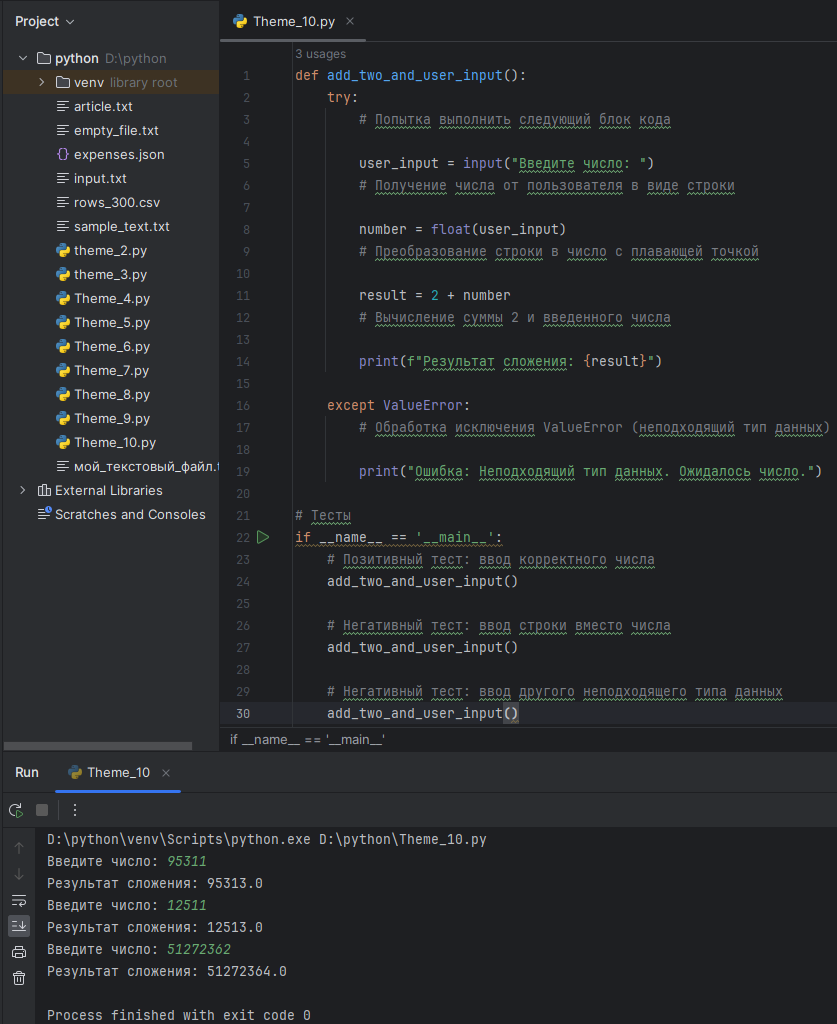 Project
python D:\python
venv library root
article.txt
empty_file.txt
expenses.json
input.txt
rows_300.csv
sample_text.txt
theme_2.py
theme_3.py
Theme_4.py
Theme_5.py
Theme_6.py
Theme_7.py
Theme_8.py
Theme_9.py
Theme_10.py
мой_текстовый_файл.
External Libraries
Scratches and Consoles
Theme_10.py
3 usages
1 def add_two_and_user_input():
2 try:
3 # Попытка выполнить следующий блок кода
4
5 user_input = input("Введите число: ")
6 # Получение числа от пользователя в виде строки
7
8 number = float(user_input)
9 # Преобразование строки в число с плавающей точкой
10
11 result = 2 + number
12 # Вычисление суммы 2 и введенного числа
13
14 print(f"Результат сложения: {result}")
15
16 except ValueError:
17 # Обработка исключения ValueError (неподходящий тип данных)
18
19 print("Ошибка: Неподходящий тип данных. Ожидалось число.")
20
21 # Тесты
22 if __name__ == '__main__':
23 # Позитивный тест: ввод корректного числа
24 add_two_and_user_input()
25
26 # Негативный тест: ввод строки вместо числа
27 add_two_and_user_input()
28
29 # Негативный тест: ввод другого неподходящего типа данных
30 add_two_and_user_input()
if __name__ == '__main__'
Run Theme_10
D:\python\venv\Scripts\python.exe D:\python\Theme_10.py
Введите число: 95311
Результат сложения: 95313.0
Введите число: 12511
Результат сложения: 12513.0
Введите число: 51272362
Результат сложения: 51272364.0
Process finished with exit code 0